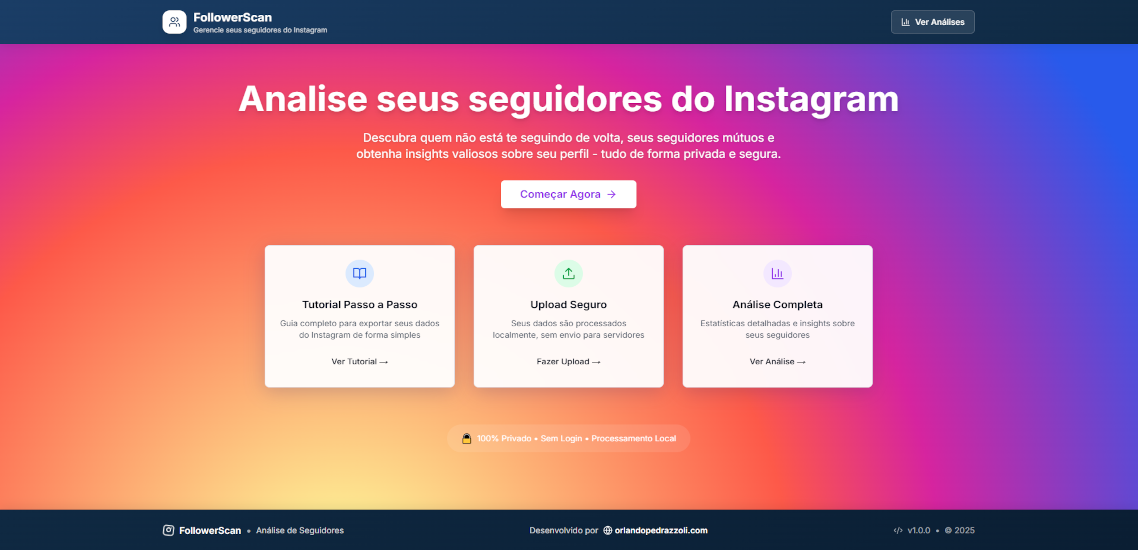 FollowerScan
Gerencie seus seguidores do Instagram
Ver Análises
Analise seus seguidores do Instagram
Descubra quem não está te seguindo de volta, seus seguidores mútuos e
obtenha insights valiosos sobre seu perfil - tudo de forma privada e segura.
Começar Agora →
Tutorial Passo a Passo
Guia completo para exportar seus dados
do Instagram de forma simples
Ver Tutorial →
Upload Seguro
Seus dados são processados
localmente, sem envio para servidores
Fazer Upload →
Análise Completa
Estatísticas detalhadas e insights sobre
seus seguidores
Ver Análise →
🔒 100% Privado • Sem Login • Processamento Local
FollowerScan • Análise de Seguidores
Desenvolvido por orlandopedrazzoli.com
</> v1.0.0 • © 2025